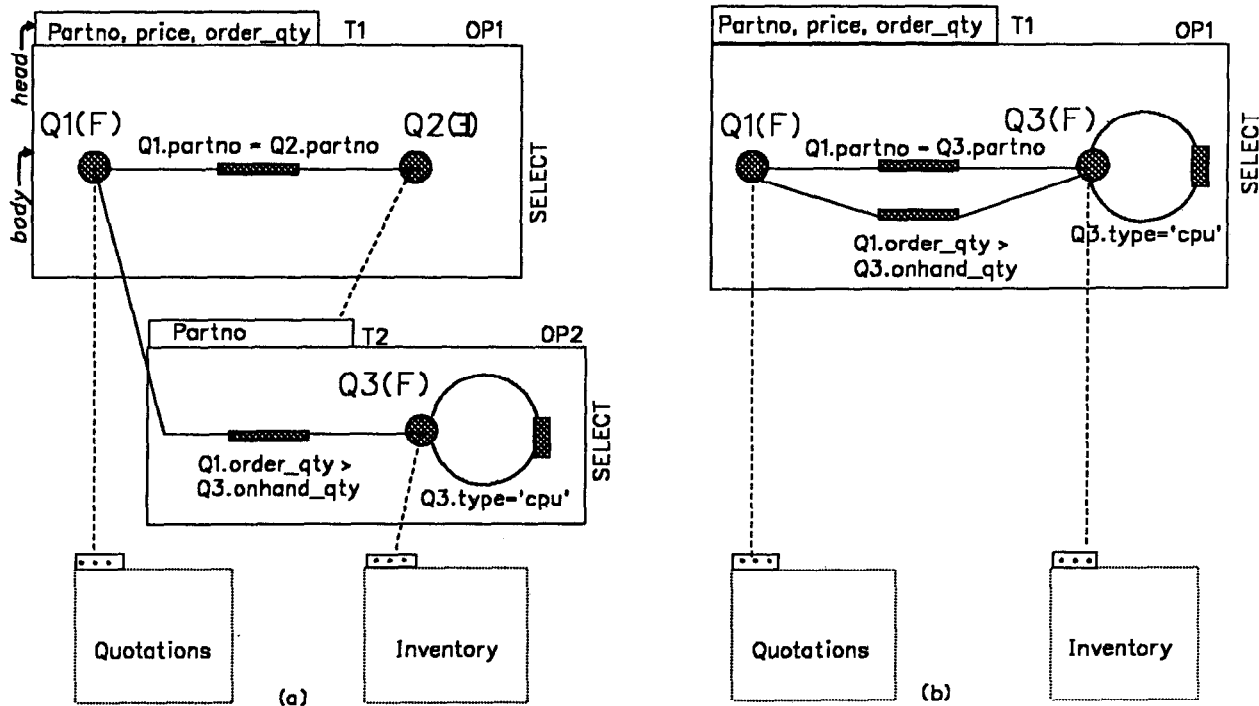 head
body
Partno, price, order_qty
T1
OP1
Q1(F)
Q2(∃)
Q1.partno = Q2.partno
SELECT
Partno
T2
OP2
Q3(F)
Q1.order_qty >
Q3.onhand_qty
Q3.type='cpu'
SELECT
Quotations
Inventory
(a)
Partno, price, order_qty
T1
OP1
Q1(F)
Q3(F)
Q1.partno = Q3.partno
Q1.order_qty >
Q3.onhand_qty
Q3.type='cpu'
SELECT
Quotations
Inventory
(b)